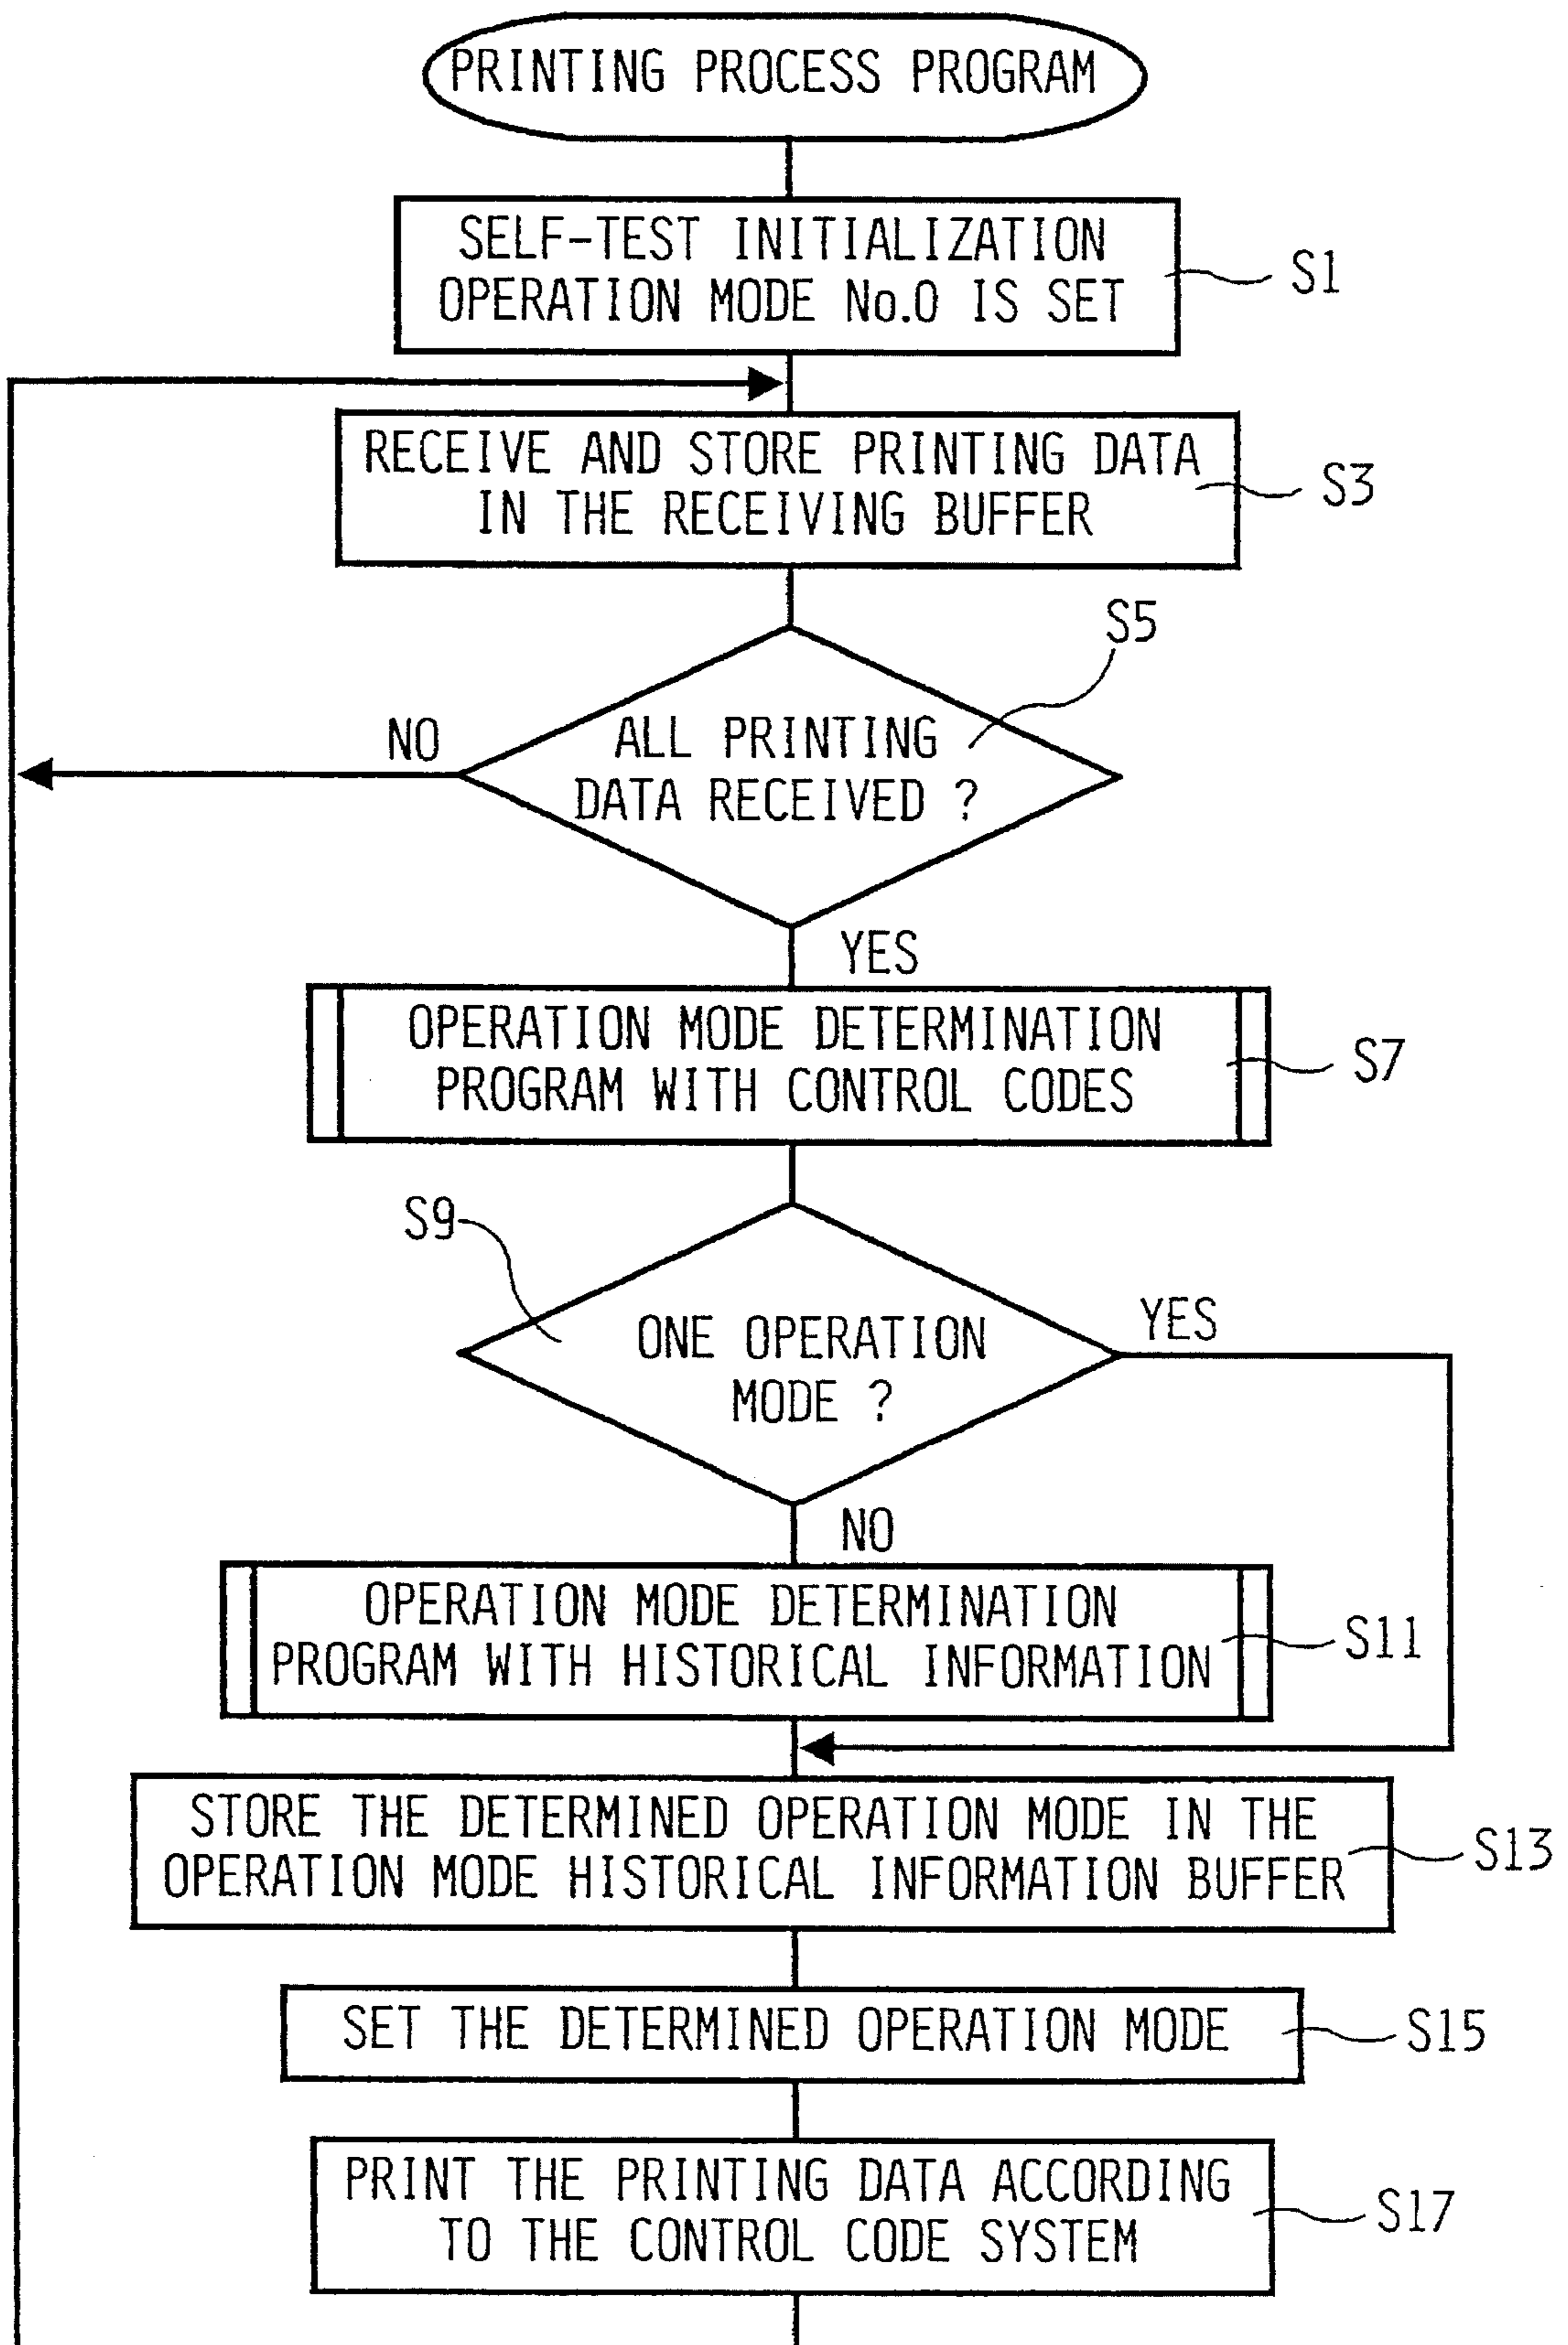 PRINTING PROCESS PROGRAM
SELF-TEST INITIALIZATION
OPERATION MODE No.0 IS SET
S1
RECEIVE AND STORE PRINTING DATA
IN THE RECEIVING BUFFER
S3
S5
ALL PRINTING
DATA RECEIVED ?
NO
YES
OPERATION MODE DETERMINATION
PROGRAM WITH CONTROL CODES
S7
S9
ONE OPERATION
MODE ?
YES
NO
OPERATION MODE DETERMINATION
PROGRAM WITH HISTORICAL INFORMATION
S11
STORE THE DETERMINED OPERATION MODE IN THE
OPERATION MODE HISTORICAL INFORMATION BUFFER
S13
SET THE DETERMINED OPERATION MODE
S15
PRINT THE PRINTING DATA ACCORDING
TO THE CONTROL CODE SYSTEM
S17